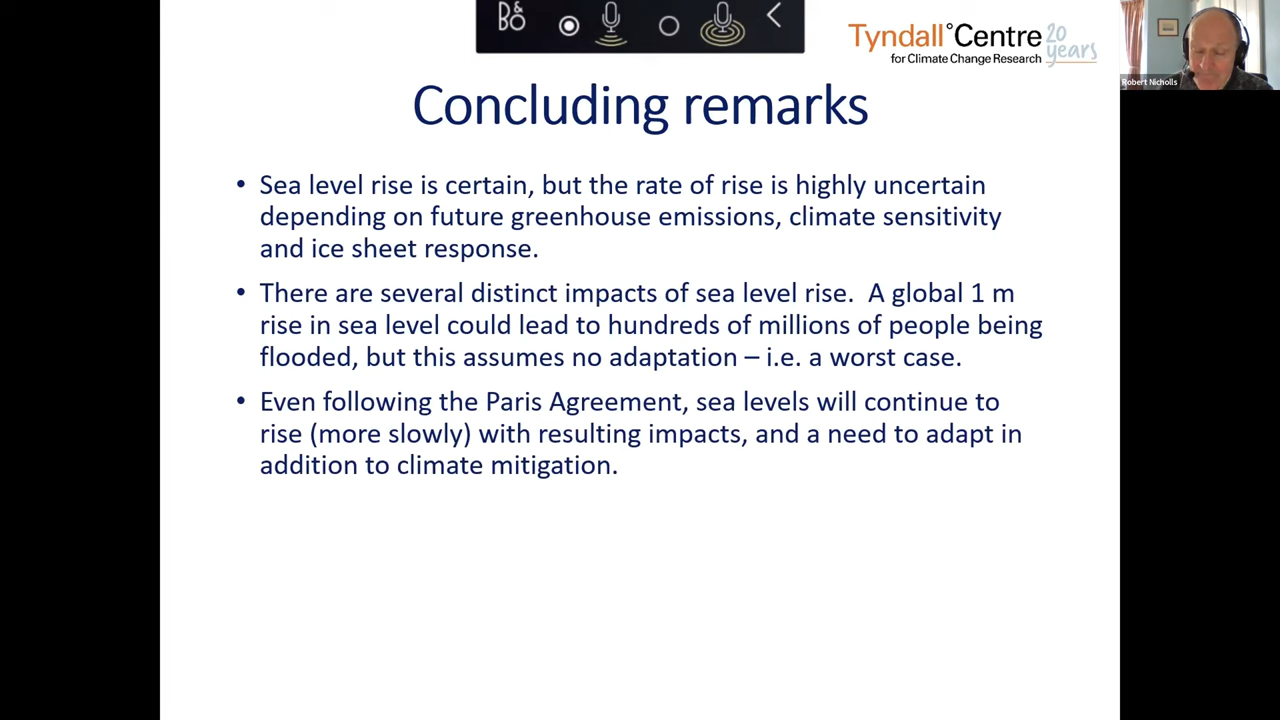 B&O
Tyndall°Centre
for Climate Change Research
20 years
Robert Nicholls
Concluding remarks
• Sea level rise is certain, but the rate of rise is highly uncertain
depending on future greenhouse emissions, climate sensitivity
and ice sheet response.
• There are several distinct impacts of sea level rise.  A global 1 m
rise in sea level could lead to hundreds of millions of people being
flooded, but this assumes no adaptation – i.e. a worst case.
• Even following the Paris Agreement, sea levels will continue to
rise (more slowly) with resulting impacts, and a need to adapt in
addition to climate mitigation.